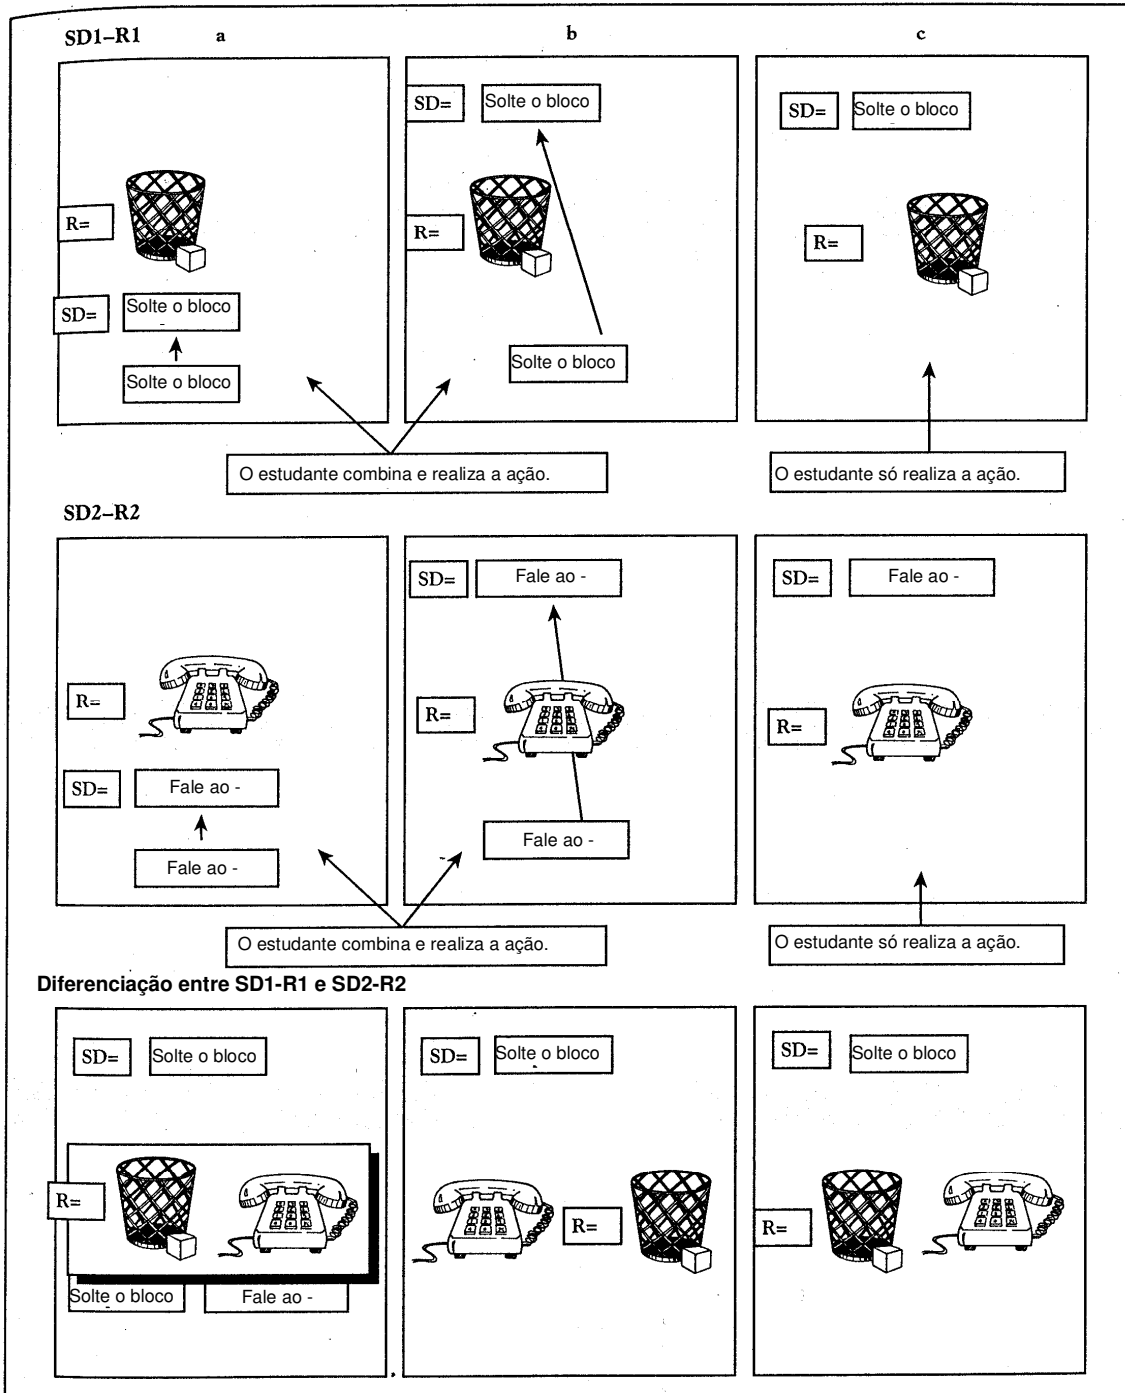 SD1–R1 a b c
R=
SD= Solte o bloco
Solte o bloco
SD= Solte o bloco
R=
Solte o bloco
SD= Solte o bloco
R=
O estudante combina e realiza a ação.
O estudante só realiza a ação.
SD2–R2
R=
SD= Fale ao -
Fale ao -
SD= Fale ao -
R=
Fale ao -
SD= Fale ao -
R=
O estudante combina e realiza a ação.
O estudante só realiza a ação.
Diferenciação entre SD1-R1 e SD2-R2
SD= Solte o bloco
R=
Solte o bloco Fale ao -
SD= Solte o bloco
R=
SD= Solte o bloco
R=